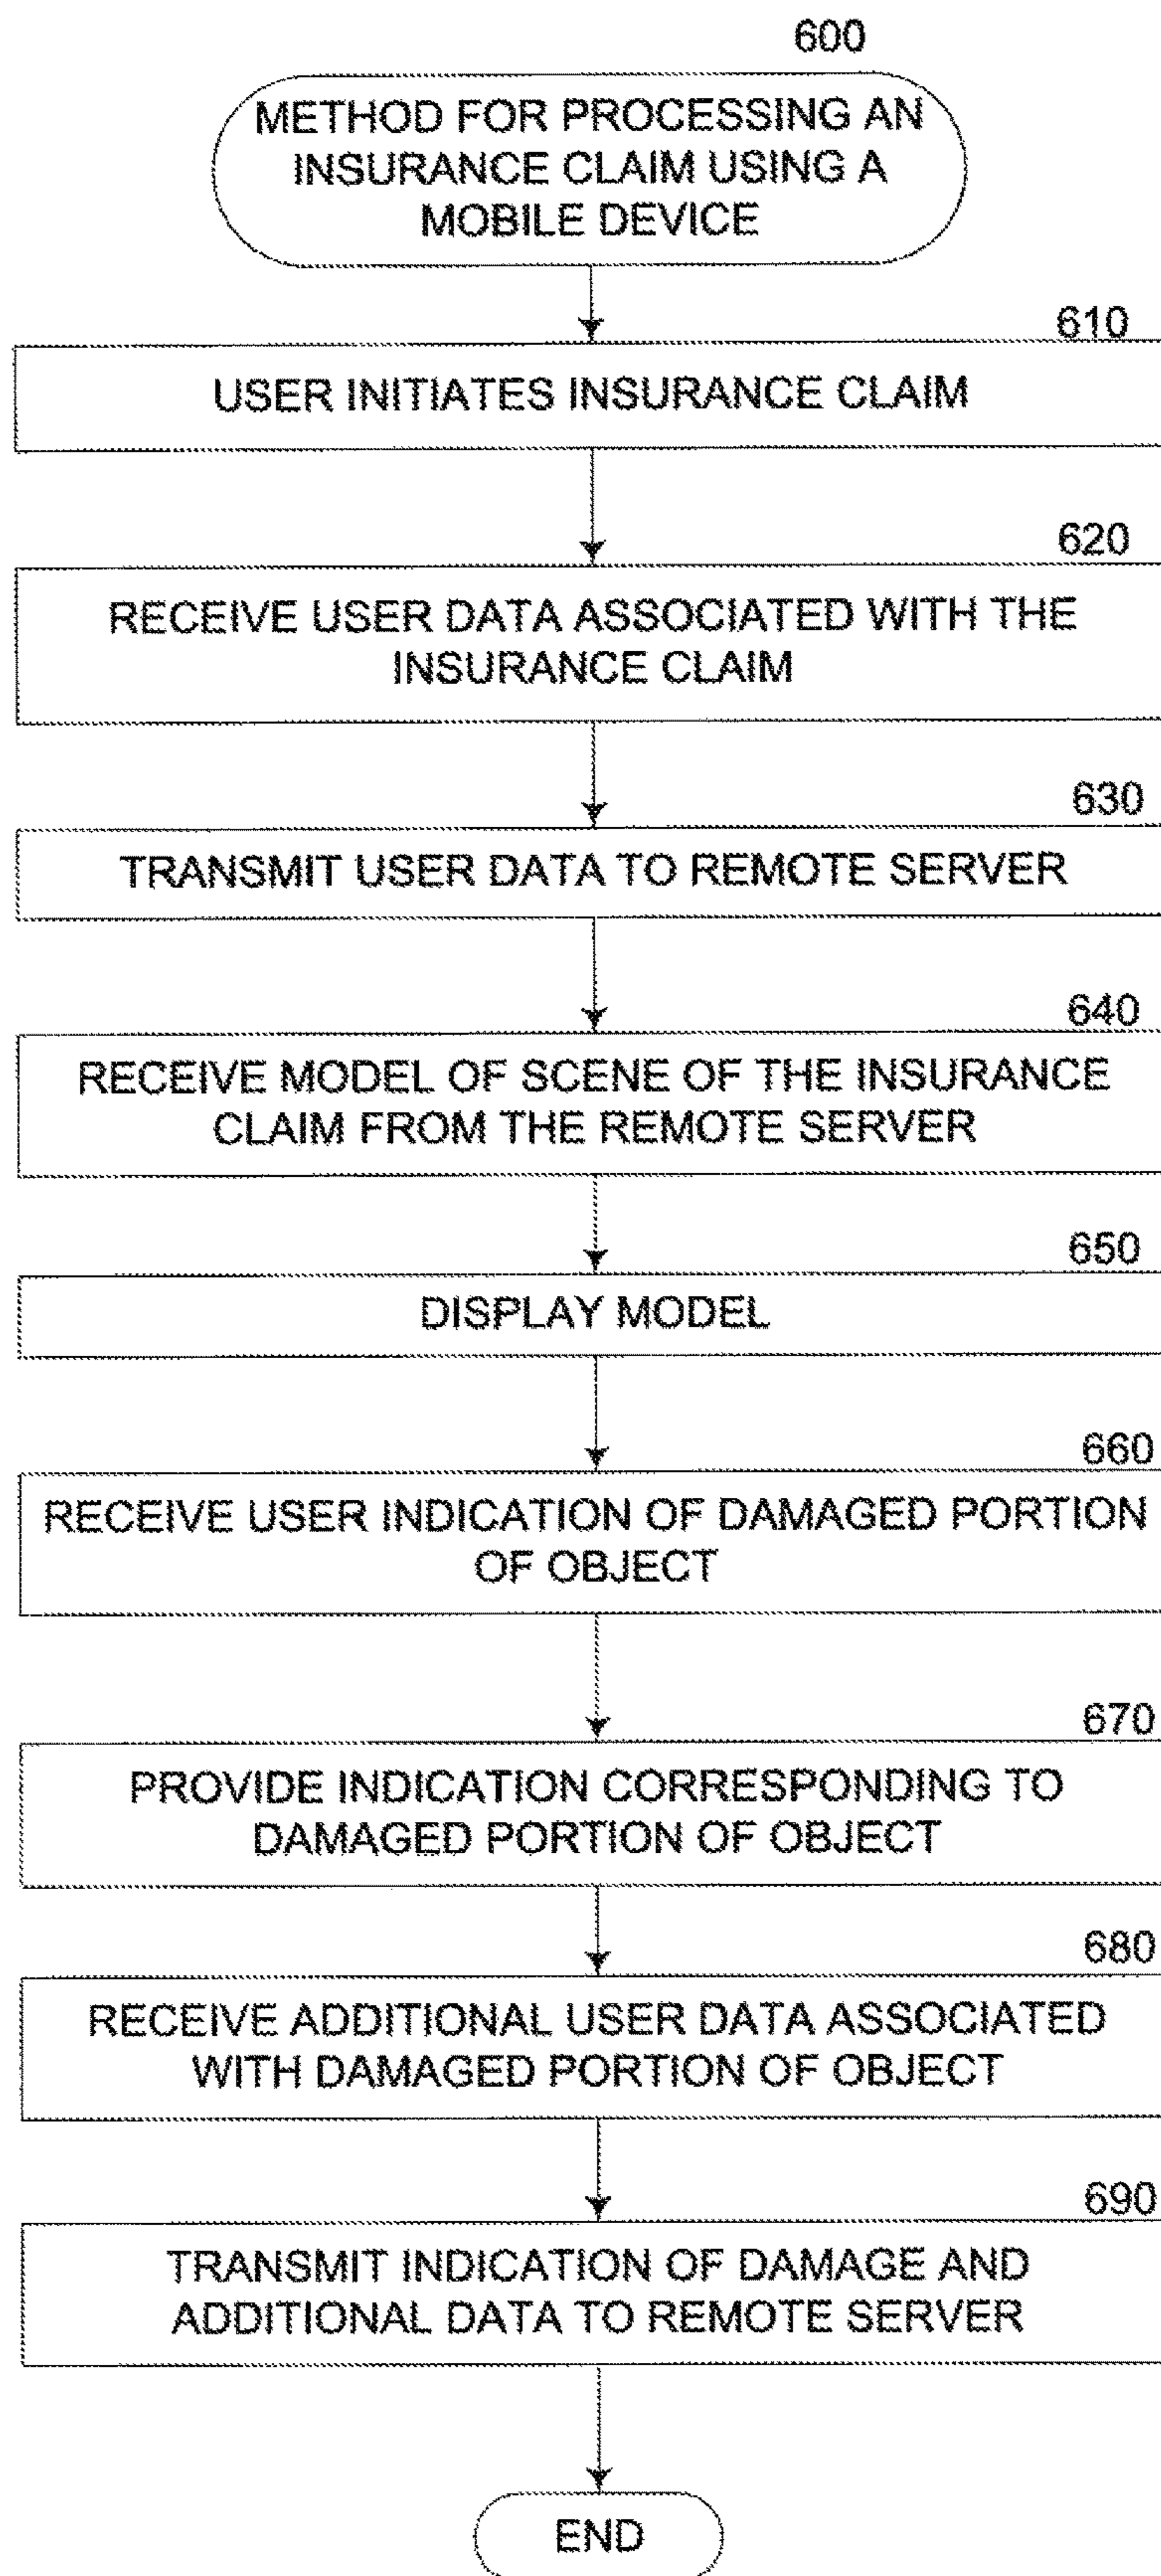 600
METHOD FOR PROCESSING AN
INSURANCE CLAIM USING A
MOBILE DEVICE
610
USER INITIATES INSURANCE CLAIM
620
RECEIVE USER DATA ASSOCIATED WITH THE
INSURANCE CLAIM
630
TRANSMIT USER DATA TO REMOTE SERVER
640
RECEIVE MODEL OF SCENE OF THE INSURANCE
CLAIM FROM THE REMOTE SERVER
650
DISPLAY MODEL
660
RECEIVE USER INDICATION OF DAMAGED PORTION
OF OBJECT
670
PROVIDE INDICATION CORRESPONDING TO
DAMAGED PORTION OF OBJECT
680
RECEIVE ADDITIONAL USER DATA ASSOCIATED
WITH DAMAGED PORTION OF OBJECT
690
TRANSMIT INDICATION OF DAMAGE AND
ADDITIONAL DATA TO REMOTE SERVER
END